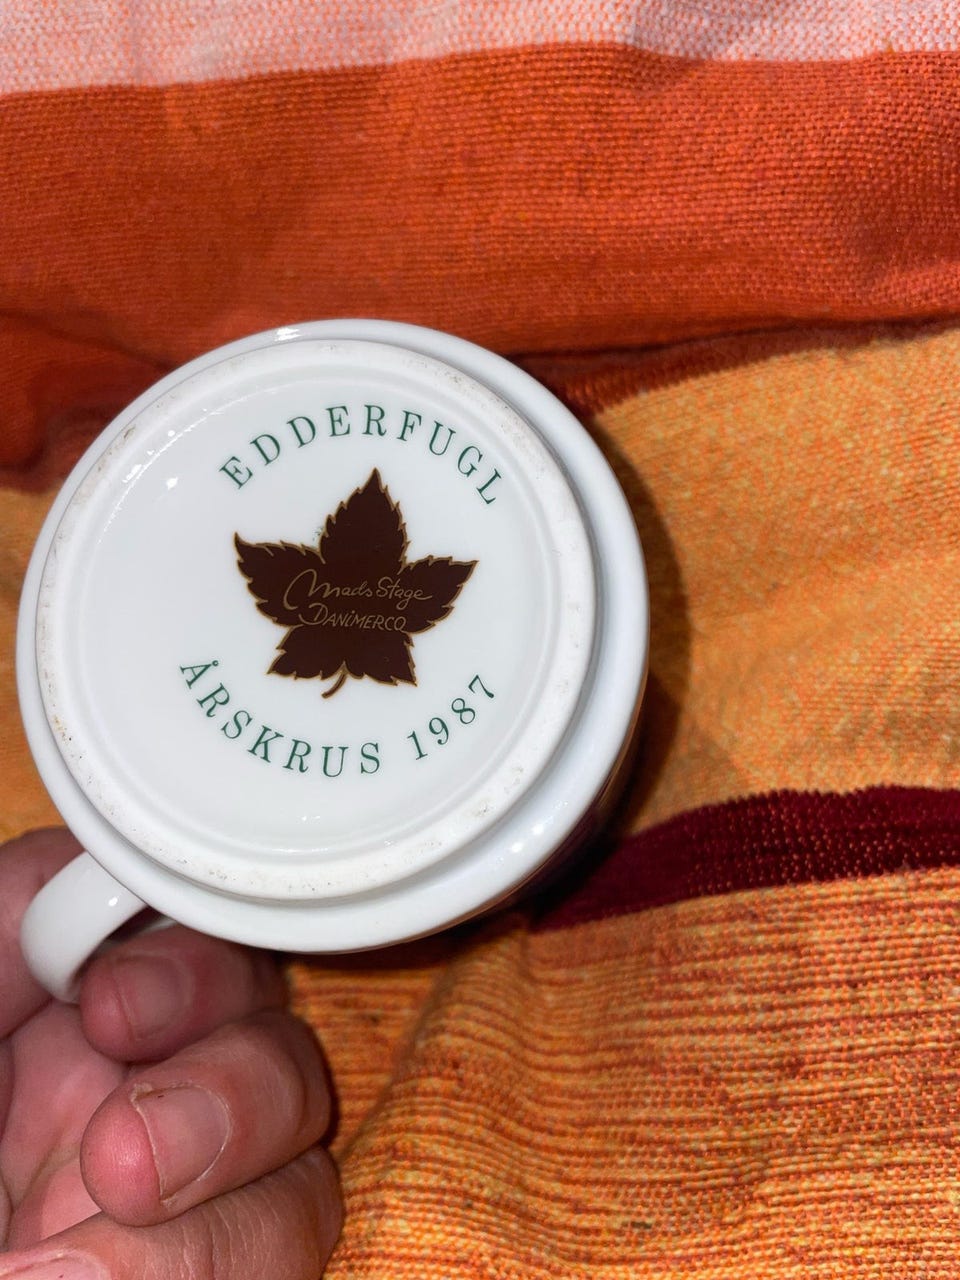 EDDERFUGL
Mads Stage
DANIMERCO
ÅRSKRUS 1987